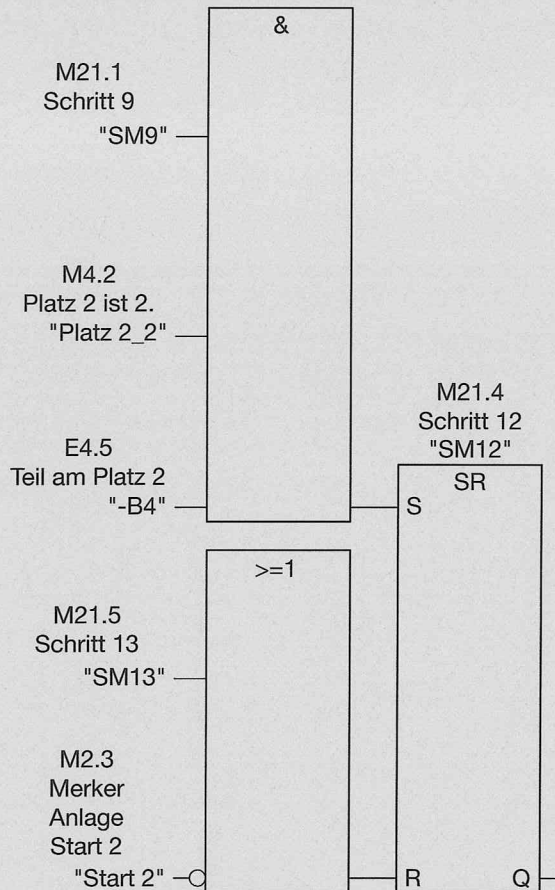 &
M21.1
Schritt 9
"SM9"
M4.2
Platz 2 ist 2.
"Platz 2_2"
E4.5
Teil am Platz 2
"-B4"
M21.4
Schritt 12
"SM12"
SR
S
>=1
M21.5
Schritt 13
"SM13"
M2.3
Merker
Anlage
Start 2
"Start 2"
R
Q